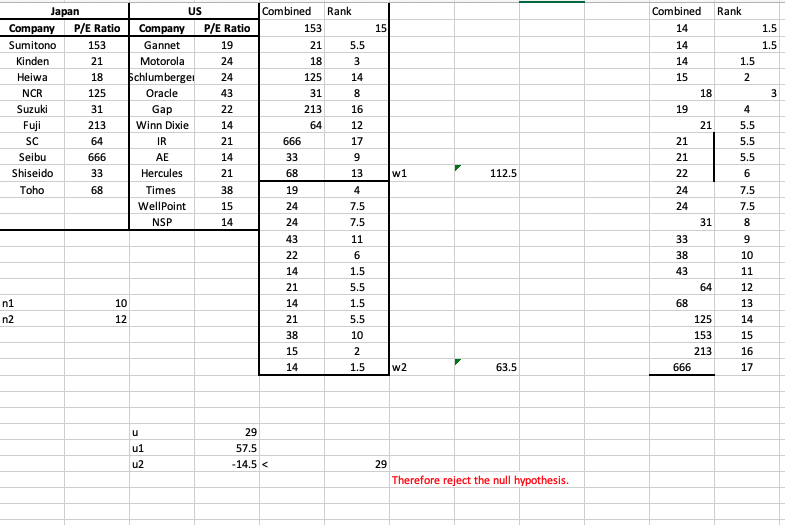 Japan US Combined Rank Combined Rank
Company P/E Ratio Company P/E Ratio 153 15 14 1.5
Sumitono 153 Gannet 19 21 5.5 14 1.5
Kinden 21 Motorola 24 18 3 14 1.5
Heiwa 18 Schlumberger 24 125 14 15 2
NCR 125 Oracle 43 31 8 18 3
Suzuki 31 Gap 22 213 16 19 4
Fuji 213 Winn Dixie 14 64 12 21 5.5
SC 64 IR 21 666 17 21 5.5
Seibu 666 AE 14 33 9 21 5.5
Shiseido 33 Hercules 21 68 13 w1 112.5 22 6
Toho 68 Times 38 19 4 24 7.5
WellPoint 15 24 7.5 24 7.5
NSP 14 24 7.5 31 8
43 11 33 9
22 6 38 10
14 1.5 43 11
21 5.5 64 12
n1 10 14 1.5 68 13
n2 12 21 5.5 125 14
38 10 153 15
15 2 213 16
14 1.5 w2 63.5 666 17
u 29
u1 57.5
u2 -14.5 < 29
Therefore reject the null hypothesis.